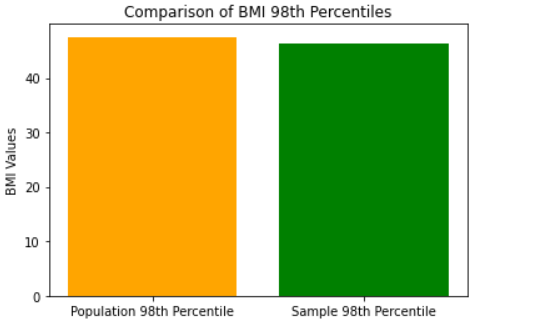 Comparison of BMI 98th Percentiles
BMI Values
40
30
20
10
0
Population 98th Percentile
Sample 98th Percentile